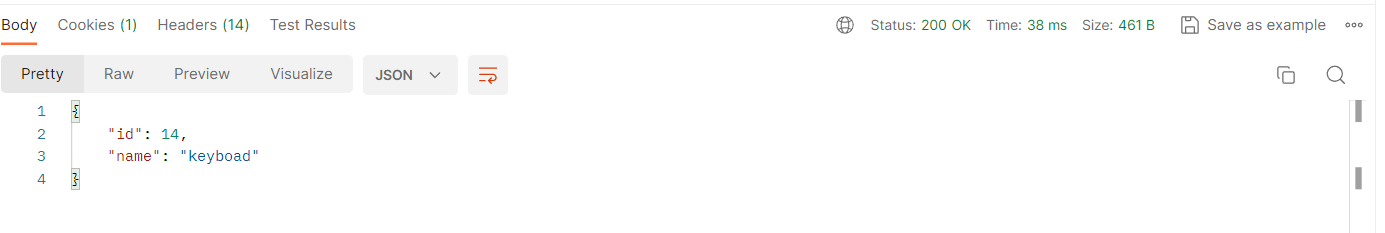 Body Cookies (1) Headers (14) Test Results Status: 200 OK Time: 38 ms Size: 461 B Save as example
Pretty Raw Preview Visualize JSON
1 {
2 "id": 14,
3 "name": "keyboad"
4 }